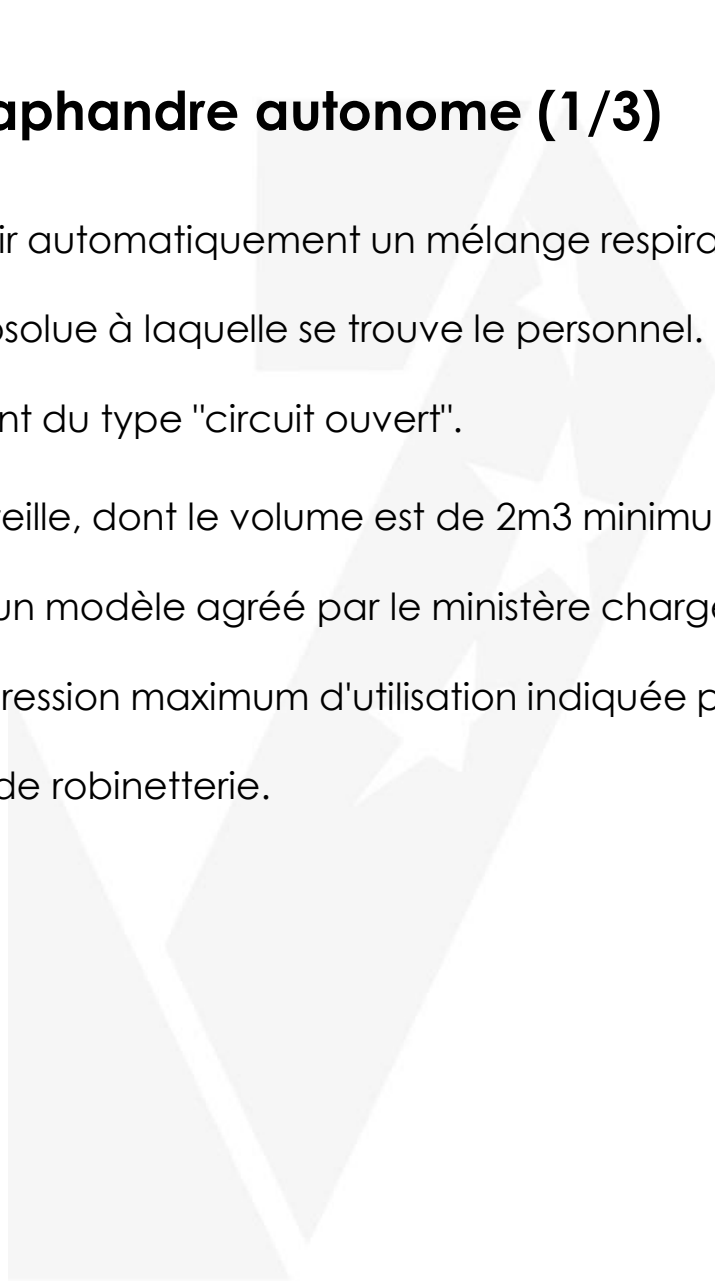 aphandre autonome (1/3)
ir automatiquement un mélange respira
bsolue à laquelle se trouve le personnel.
nt du type "circuit ouvert".
eille, dont le volume est de 2m3 minimu
un modèle agréé par le ministère charg
ression maximum d'utilisation indiquée p
de robinetterie.